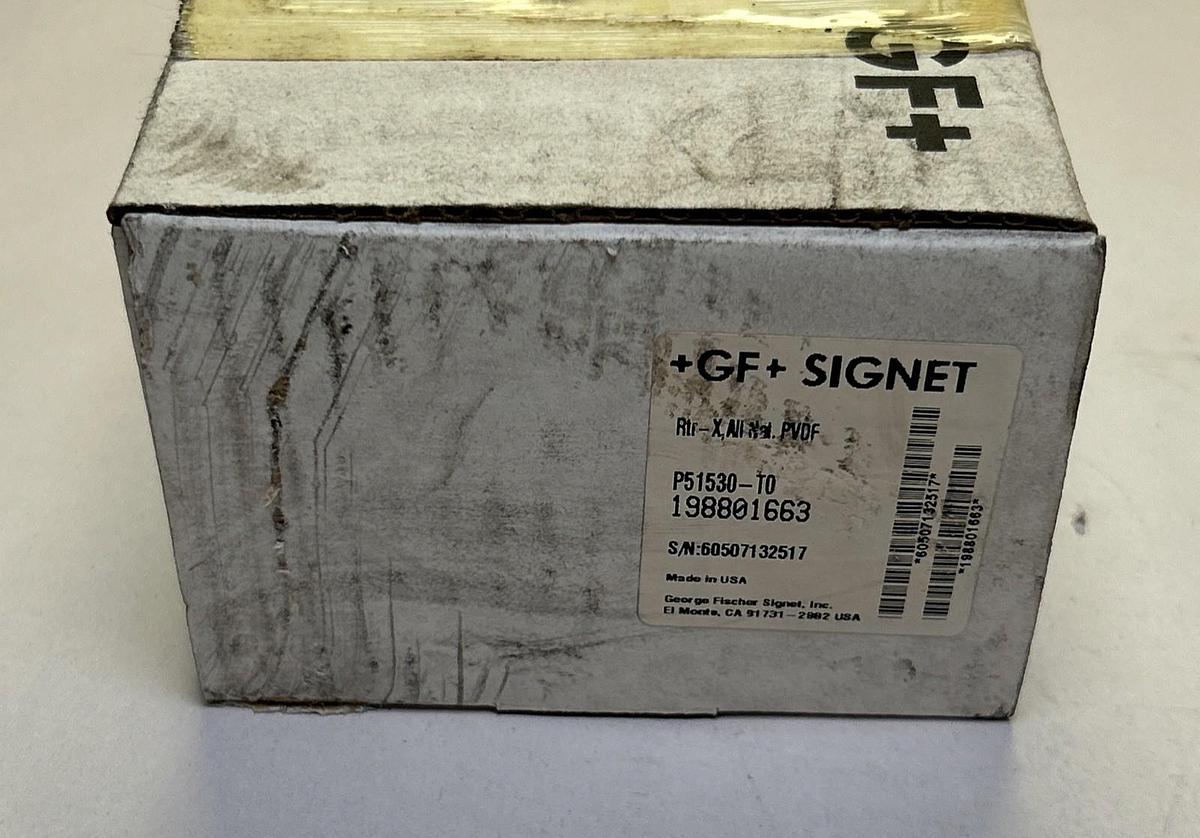 GF+
+GF+ SIGNET
Rtr-X, All Nat. PVDF
P51530-T0
198801663
S/N:60507132517
Made in USA
George Fischer Signet, Inc.
El Monte, CA 91731-2882 USA
*60507132517*
*198801663*